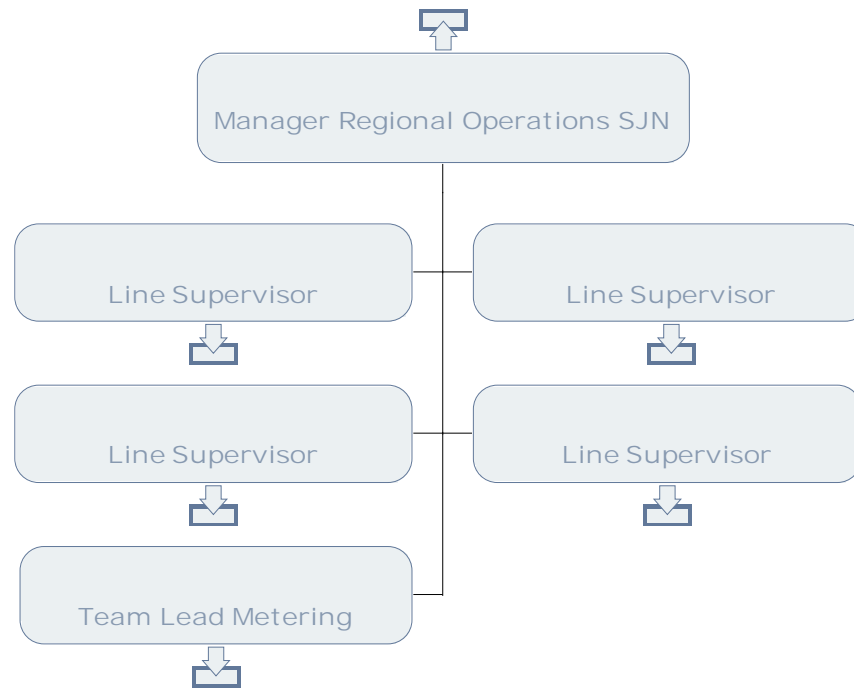 Manager Regional Operations SJN
Line Supervisor
Line Supervisor
Line Supervisor
Line Supervisor
Team Lead Metering